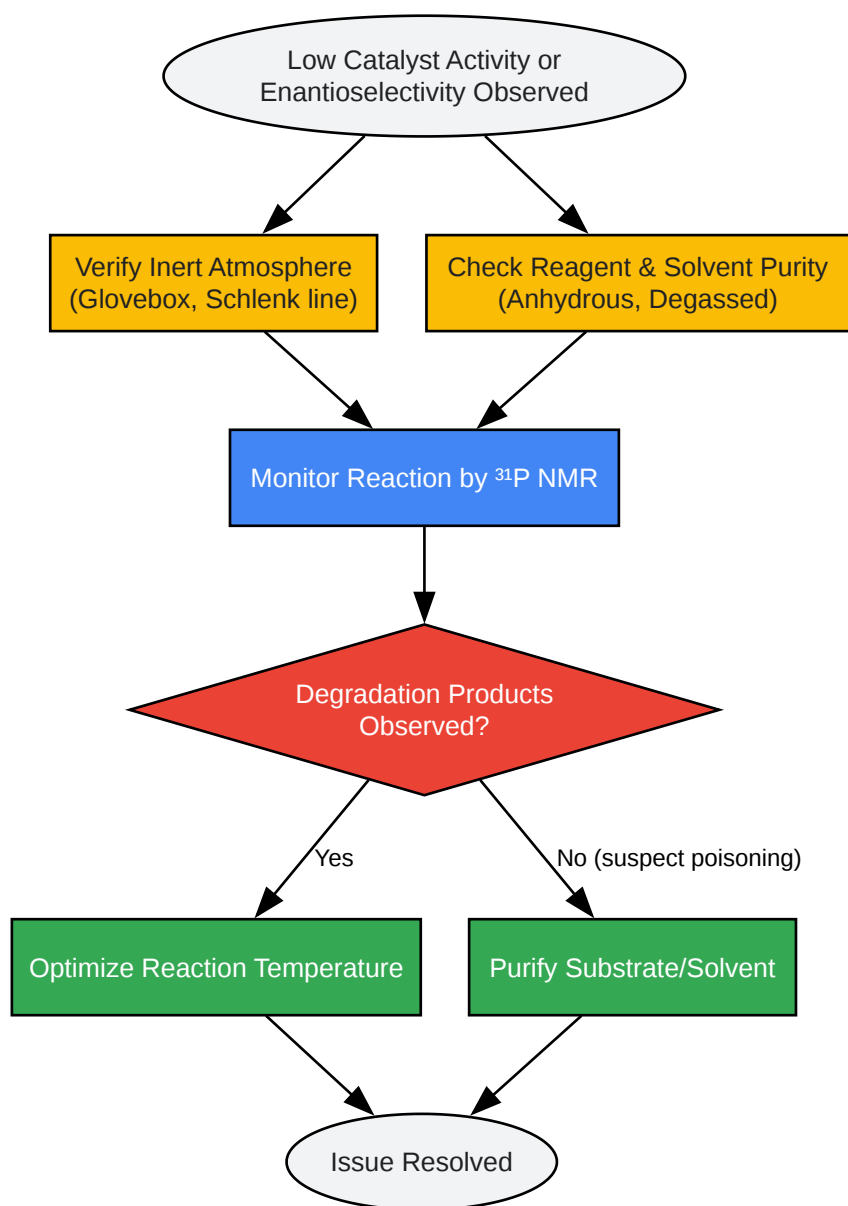 Low Catalyst Activity or
Enantioselectivity Observed
Verify Inert Atmosphere
(Glovebox, Schlenk line)
Check Reagent & Solvent Purity
(Anhydrous, Degassed)
Monitor Reaction by ³¹P NMR
Degradation Products
Observed?
Yes
No (suspect poisoning)
Optimize Reaction Temperature
Purify Substrate/Solvent
Issue Resolved